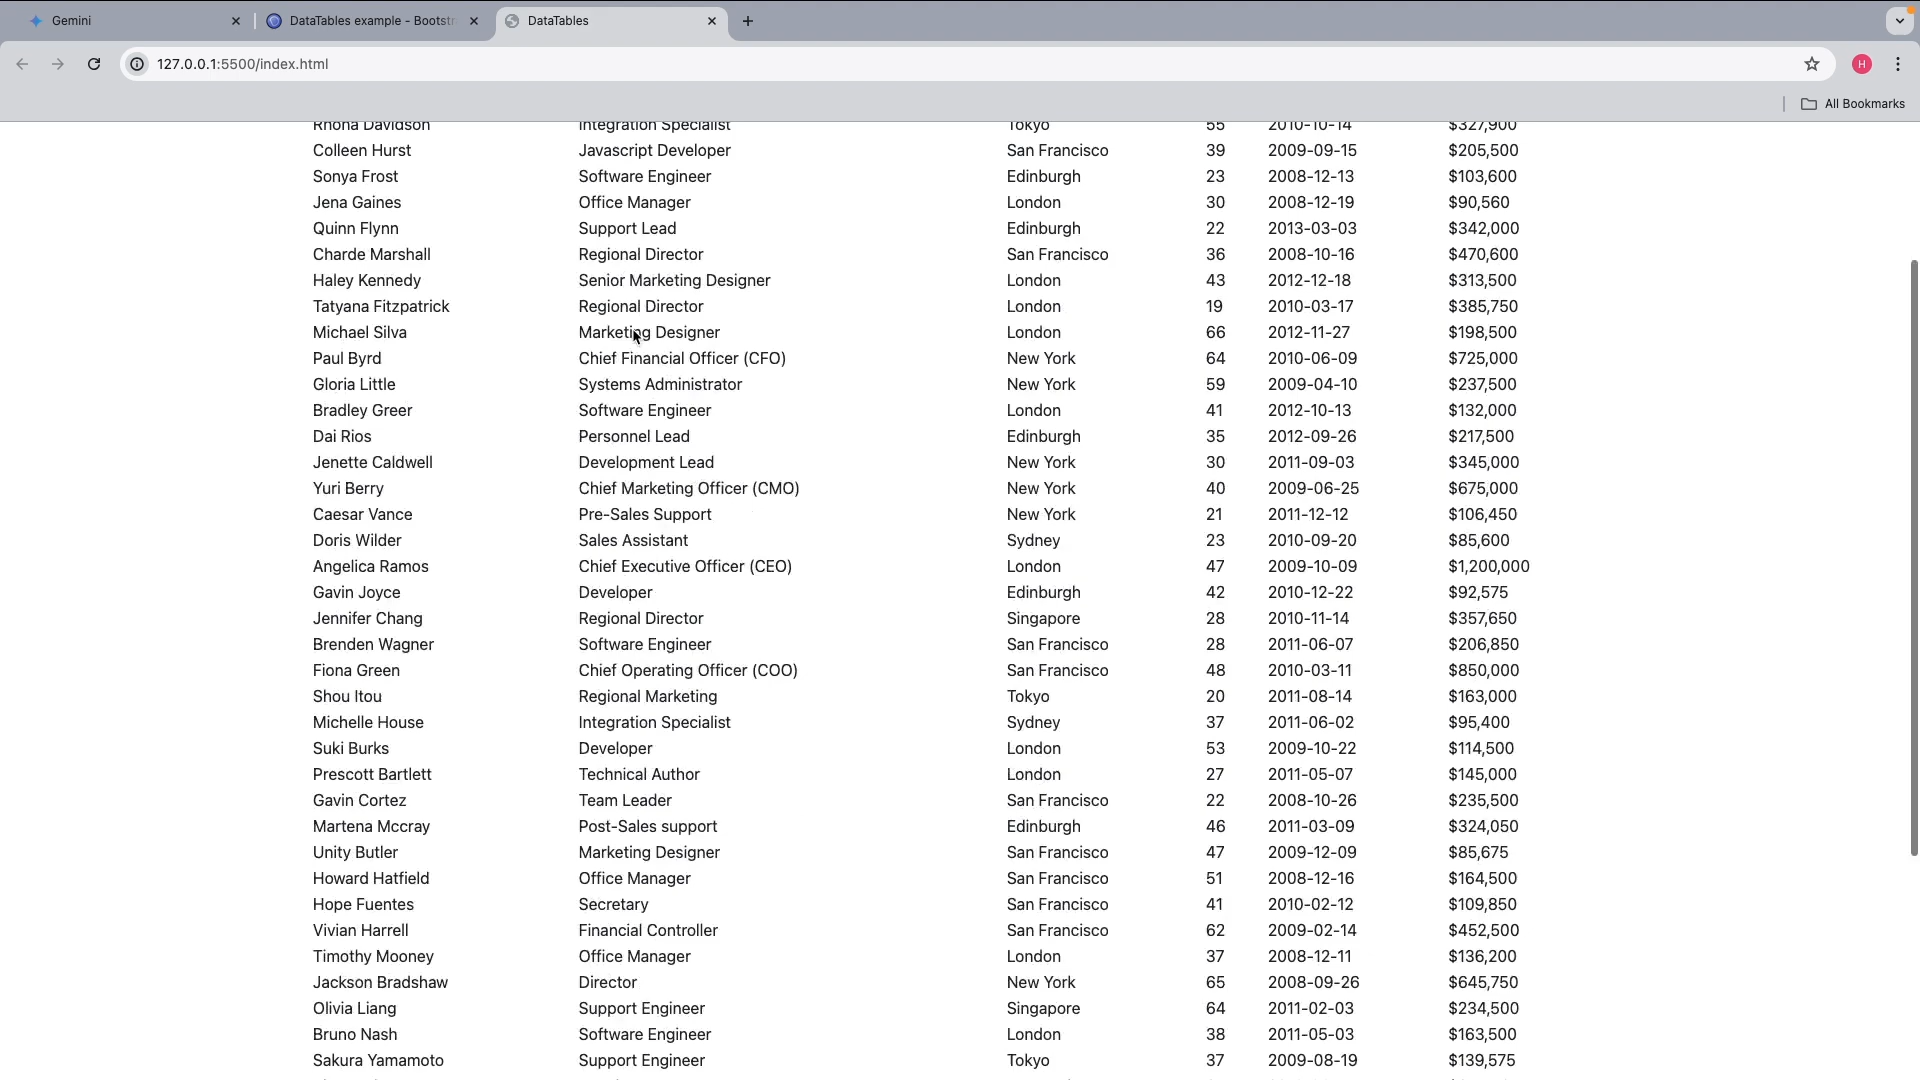 Gemini
DataTables example - Bootstr
DataTables
127.0.0.1:5500/index.html
H
All Bookmarks
Rhona Davidson Integration Specialist Tokyo 55 2010-10-14 $327,900
Colleen Hurst Javascript Developer San Francisco 39 2009-09-15 $205,500
Sonya Frost Software Engineer Edinburgh 23 2008-12-13 $103,600
Jena Gaines Office Manager London 30 2008-12-19 $90,560
Quinn Flynn Support Lead Edinburgh 22 2013-03-03 $342,000
Charde Marshall Regional Director San Francisco 36 2008-10-16 $470,600
Haley Kennedy Senior Marketing Designer London 43 2012-12-18 $313,500
Tatyana Fitzpatrick Regional Director London 19 2010-03-17 $385,750
Michael Silva Marketing Designer London 66 2012-11-27 $198,500
Paul Byrd Chief Financial Officer (CFO) New York 64 2010-06-09 $725,000
Gloria Little Systems Administrator New York 59 2009-04-10 $237,500
Bradley Greer Software Engineer London 41 2012-10-13 $132,000
Dai Rios Personnel Lead Edinburgh 35 2012-09-26 $217,500
Jenette Caldwell Development Lead New York 30 2011-09-03 $345,000
Yuri Berry Chief Marketing Officer (CMO) New York 40 2009-06-25 $675,000
Caesar Vance Pre-Sales Support New York 21 2011-12-12 $106,450
Doris Wilder Sales Assistant Sydney 23 2010-09-20 $85,600
Angelica Ramos Chief Executive Officer (CEO) London 47 2009-10-09 $1,200,000
Gavin Joyce Developer Edinburgh 42 2010-12-22 $92,575
Jennifer Chang Regional Director Singapore 28 2010-11-14 $357,650
Brenden Wagner Software Engineer San Francisco 28 2011-06-07 $206,850
Fiona Green Chief Operating Officer (COO) San Francisco 48 2010-03-11 $850,000
Shou Itou Regional Marketing Tokyo 20 2011-08-14 $163,000
Michelle House Integration Specialist Sydney 37 2011-06-02 $95,400
Suki Burks Developer London 53 2009-10-22 $114,500
Prescott Bartlett Technical Author London 27 2011-05-07 $145,000
Gavin Cortez Team Leader San Francisco 22 2008-10-26 $235,500
Martena Mccray Post-Sales support Edinburgh 46 2011-03-09 $324,050
Unity Butler Marketing Designer San Francisco 47 2009-12-09 $85,675
Howard Hatfield Office Manager San Francisco 51 2008-12-16 $164,500
Hope Fuentes Secretary San Francisco 41 2010-02-12 $109,850
Vivian Harrell Financial Controller San Francisco 62 2009-02-14 $452,500
Timothy Mooney Office Manager London 37 2008-12-11 $136,200
Jackson Bradshaw Director New York 65 2008-09-26 $645,750
Olivia Liang Support Engineer Singapore 64 2011-02-03 $234,500
Bruno Nash Software Engineer London 38 2011-05-03 $163,500
Sakura Yamamoto Support Engineer Tokyo 37 2009-08-19 $139,575